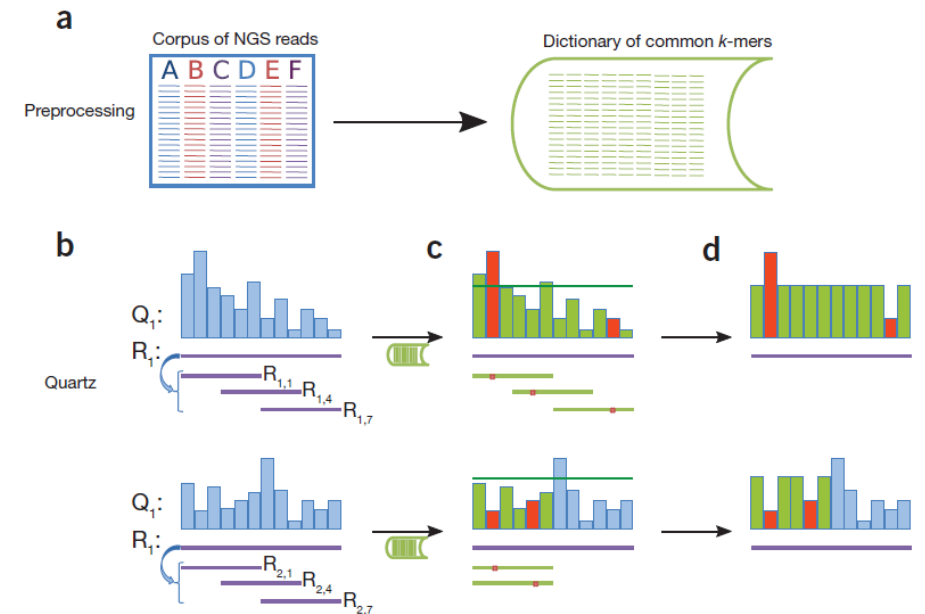 a
Corpus of NGS reads
Dictionary of common k-mers
A B C D E F
Preprocessing
b
c
d
Q1:
R1:
Quartz
R1,1
R1,4
R1,7
Q1:
R1:
R2,1
R2,4
R2,7